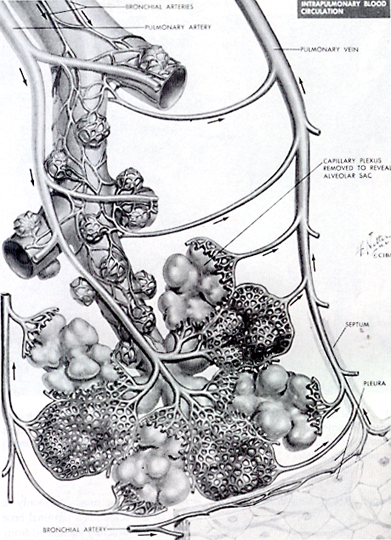 INTRAPULMONARY BLOOD
CIRCULATION
BRONCHIAL ARTERIES
PULMONARY ARTERY
PULMONARY VEIN
CAPILLARY PLEXUS
REMOVED TO REVEAL
ALVEOLAR SAC
CIBA
SEPTUM
PLEURA
BRONCHIAL ARTERY